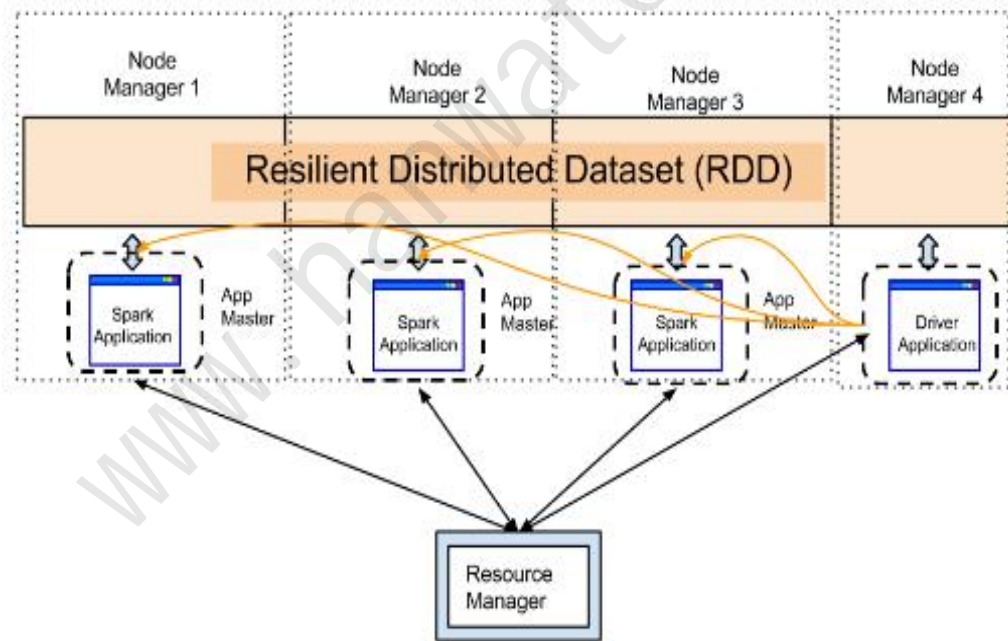 Node
Manager 1
Node
Manager 2
Node
Manager 3
Node
Manager 4
Resilient Distributed Dataset (RDD)
Spark
Application
App
Master
Spark
Application
App
Master
Spark
Application
App
Master
Driver
Application
Resource
Manager